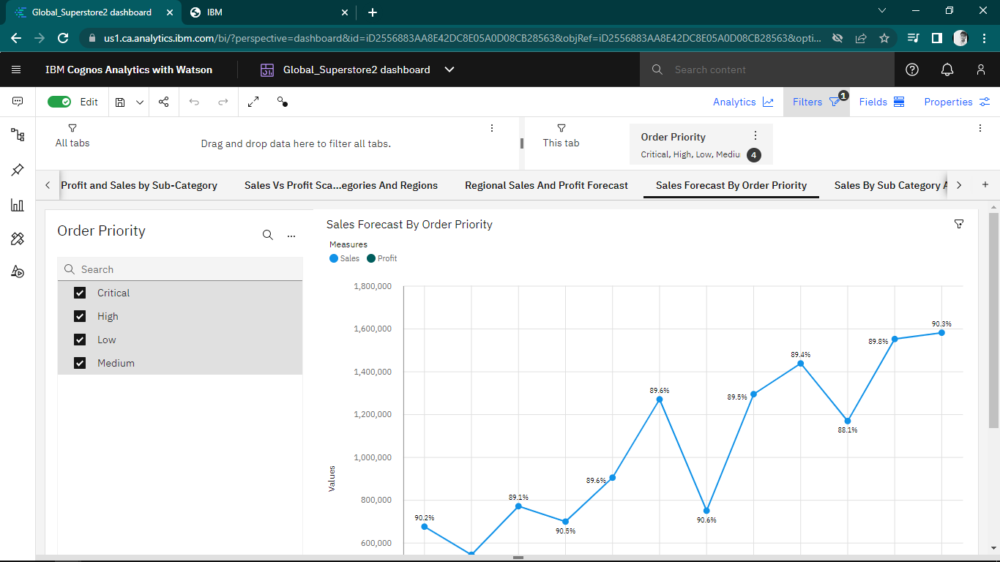 Global_Superstore2 dashboard
IBM
us1.ca.analytics.ibm.com/bi/?perspective=dashboard&id=iD2556883AA8E42DC8E05A0D08CB28563&objRef=iD2556883AA8E42DC8E05A0D08CB28563&opti...
IBM Cognos Analytics with Watson
Global_Superstore2 dashboard
Search content
Edit
Analytics
Filters
1
Fields
Properties
All tabs
Drag and drop data here to filter all tabs.
This tab
Order Priority
Critical, High, Low, Mediu
4
Profit and Sales by Sub-Category
Sales Vs Profit Sca...egories And Regions
Regional Sales And Profit Forecast
Sales Forecast By Order Priority
Sales By Sub Category A
Order Priority
Search
Critical
High
Low
Medium
Sales Forecast By Order Priority
Measures
Sales Profit
1,800,000
1,600,000
1,400,000
1,200,000
1,000,000
800,000
600,000
Values
90.2%
89.1%
90.5%
89.6%
89.6%
90.6%
89.5%
89.4%
88.1%
89.8%
90.3%